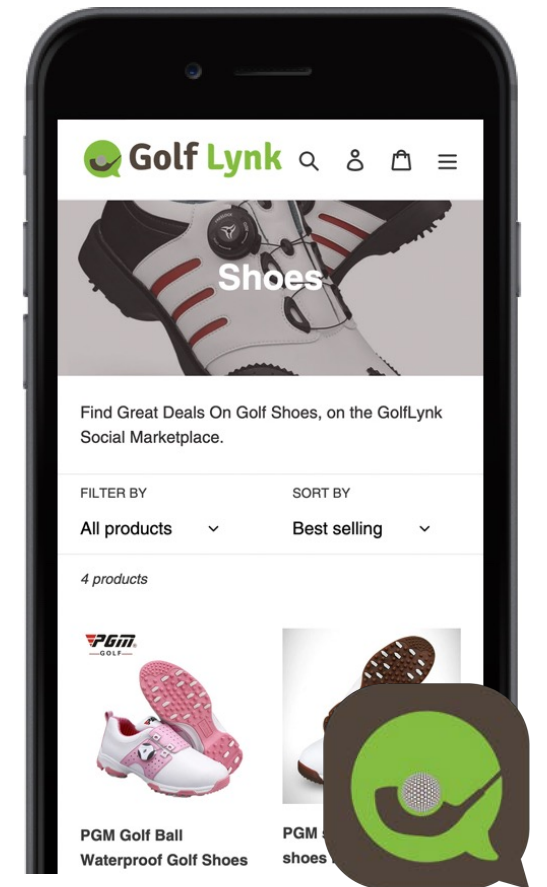 Golf Lynk
Shoes
Find Great Deals On Golf Shoes, on the GolfLynk
Social Marketplace.
FILTER BY
SORT BY
All products
Best selling
4 products
PGM
GOLF
PGM Golf Ball
Waterproof Golf Shoes
PGM
shoes